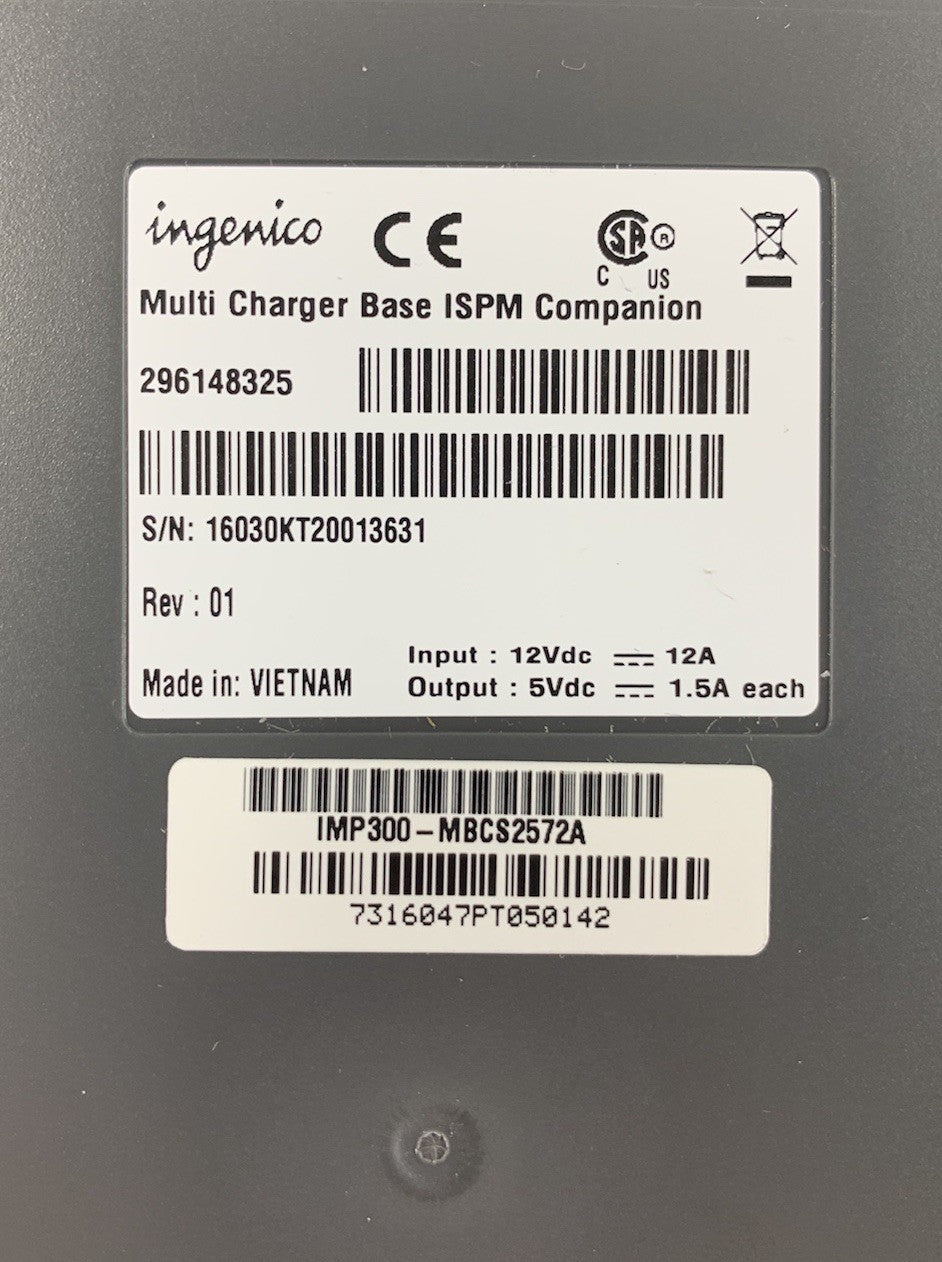 ingenico CE SA ®
C US
Multi Charger Base ISPM Companion
296148325
S/N: 16030KT20013631
Rev : 01
Input : 12Vdc ⎓ 12A
Made in: VIETNAM Output : 5Vdc ⎓ 1.5A each
IMP300-MBCS2572A
7316047PT050142